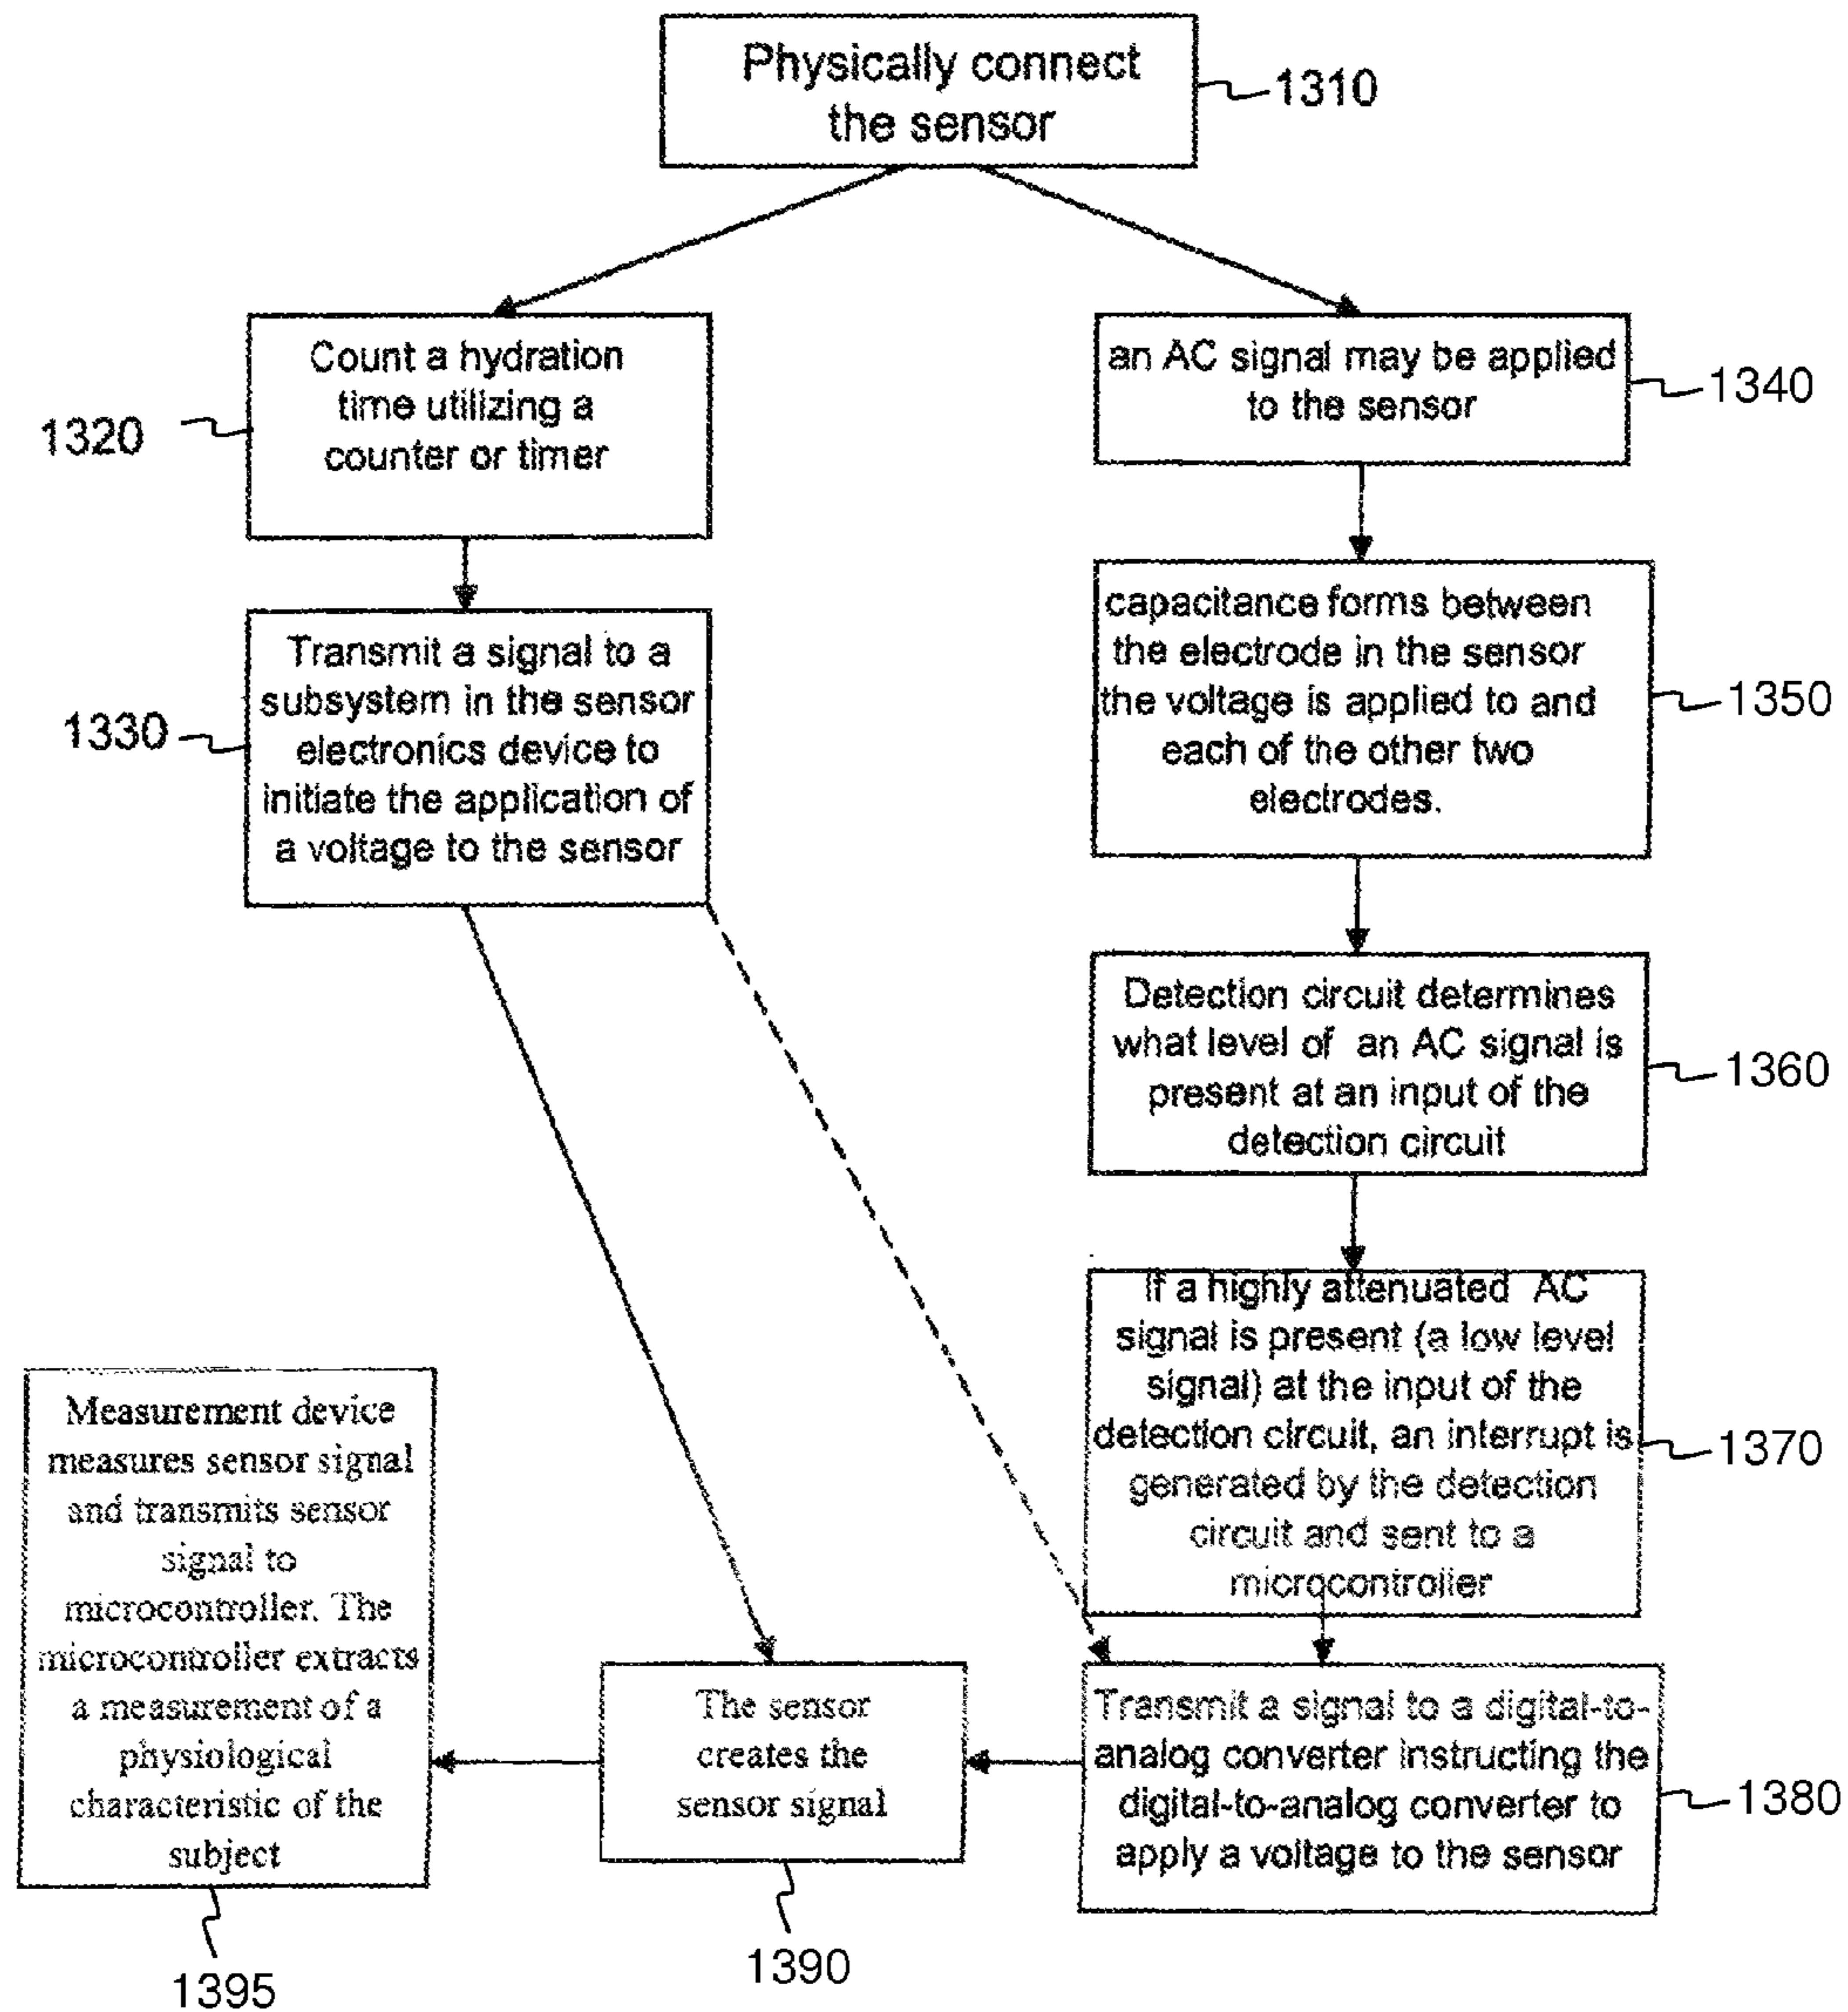 Physically connect
the sensor
1310
Count a hydration
time utilizing a
counter or timer
1320
an AC signal may be applied
to the sensor
1340
Transmit a signal to a
subsystem in the sensor
electronics device to
initiate the application of
a voltage to the sensor
1330
capacitance forms between
the electrode in the sensor
the voltage is applied to and
each of the other two
electrodes.
1350
Detection circuit determines
what level of an AC signal is
present at an input of the
detection circuit
1360
If a highly attenuated AC
signal is present (a low level
signal) at the input of the
detection circuit, an interrupt is
generated by the detection
circuit and sent to a
microcontroller
1370
Transmit a signal to a digital-to-
analog converter instructing the
digital-to-analog converter to
apply a voltage to the sensor
1380
The sensor
creates the
sensor signal
1390
Measurement device
measures sensor signal
and transmits sensor
signal to
microcontroller. The
microcontroller extracts
a measurement of a
physiological
characteristic of the
subject
1395